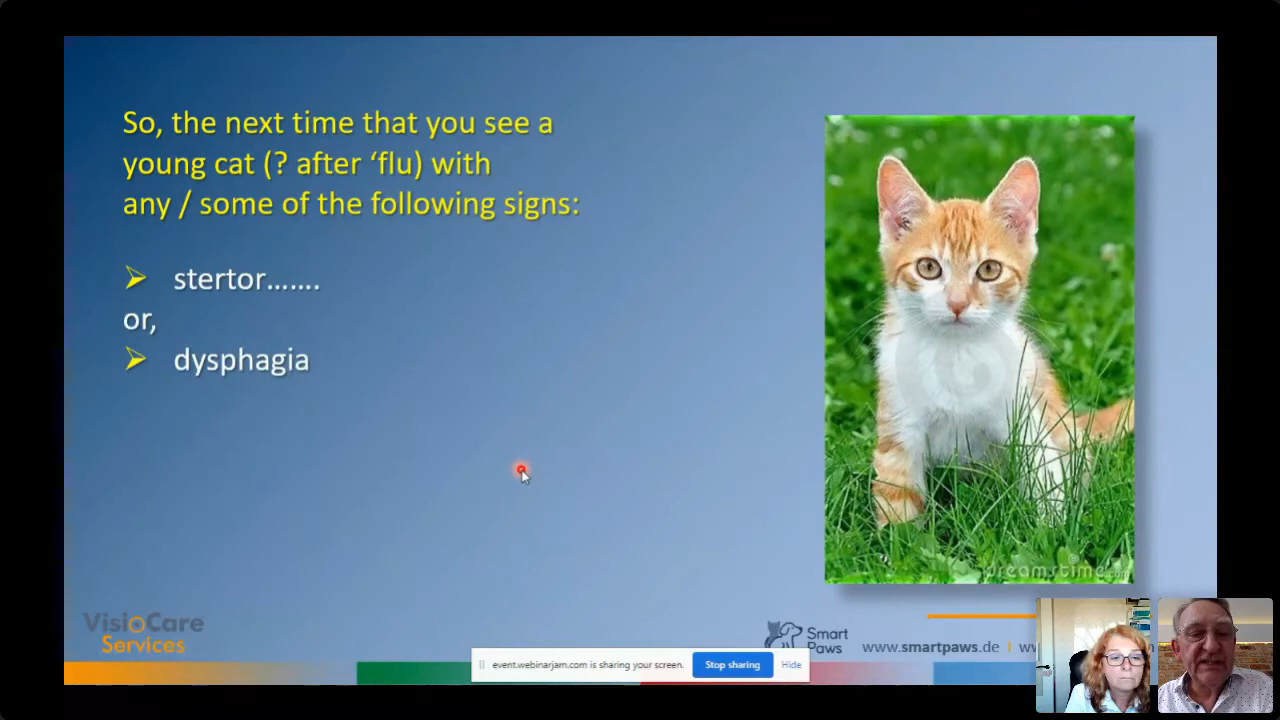 So, the next time that you see a
young cat (? after ‘flu) with
any / some of the following signs:
➢ stertor.......
or,
➢ dysphagia
dreamstime.com
VisioCare
Services
Smart
Paws
www.smartpaws.de
event.webinarjam.com is sharing your screen.
Stop sharing
Hide